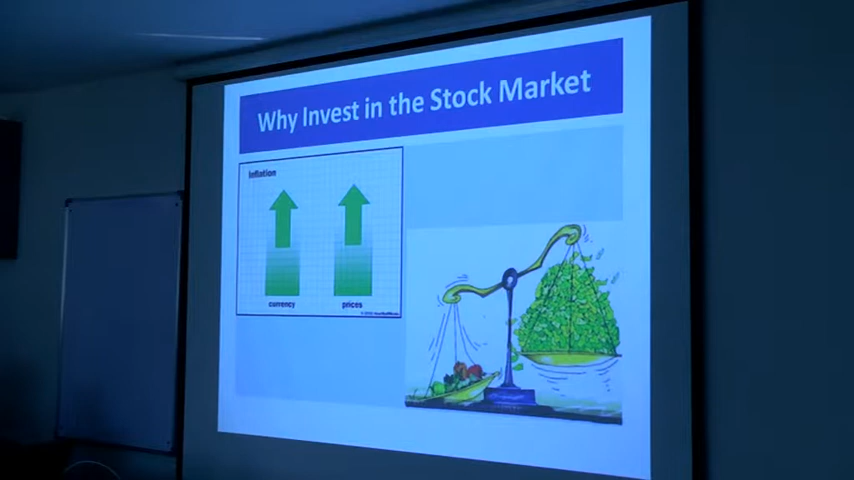 Why Invest in the Stock Market
Inflation
currency prices